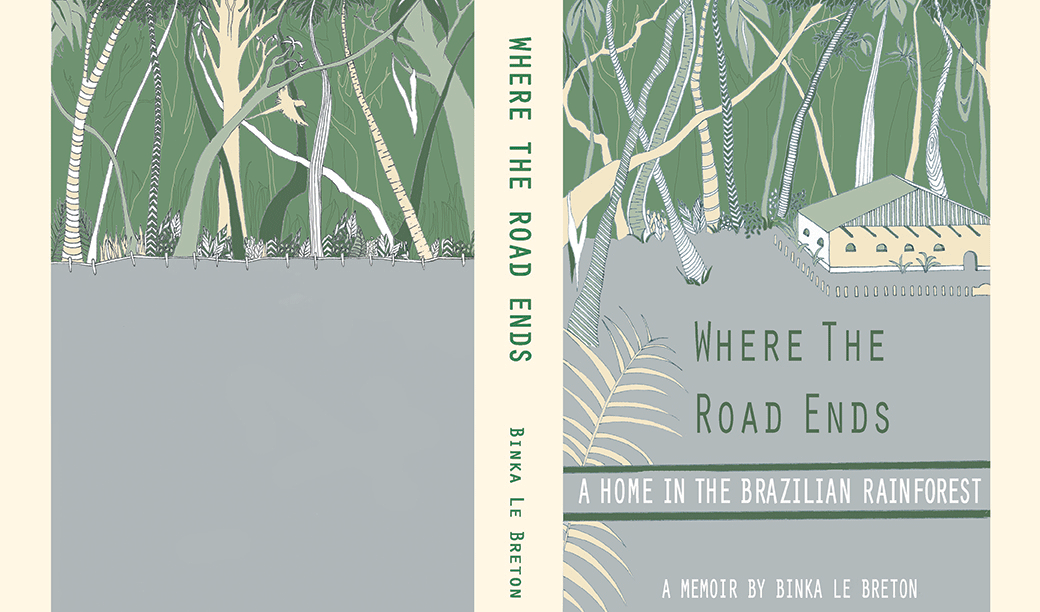 WHERE THE ROAD ENDS
BINKA LE BRETON
WHERE THE
ROAD ENDS
A HOME IN THE BRAZILIAN RAINFOREST
A MEMOIR BY BINKA LE BRETON